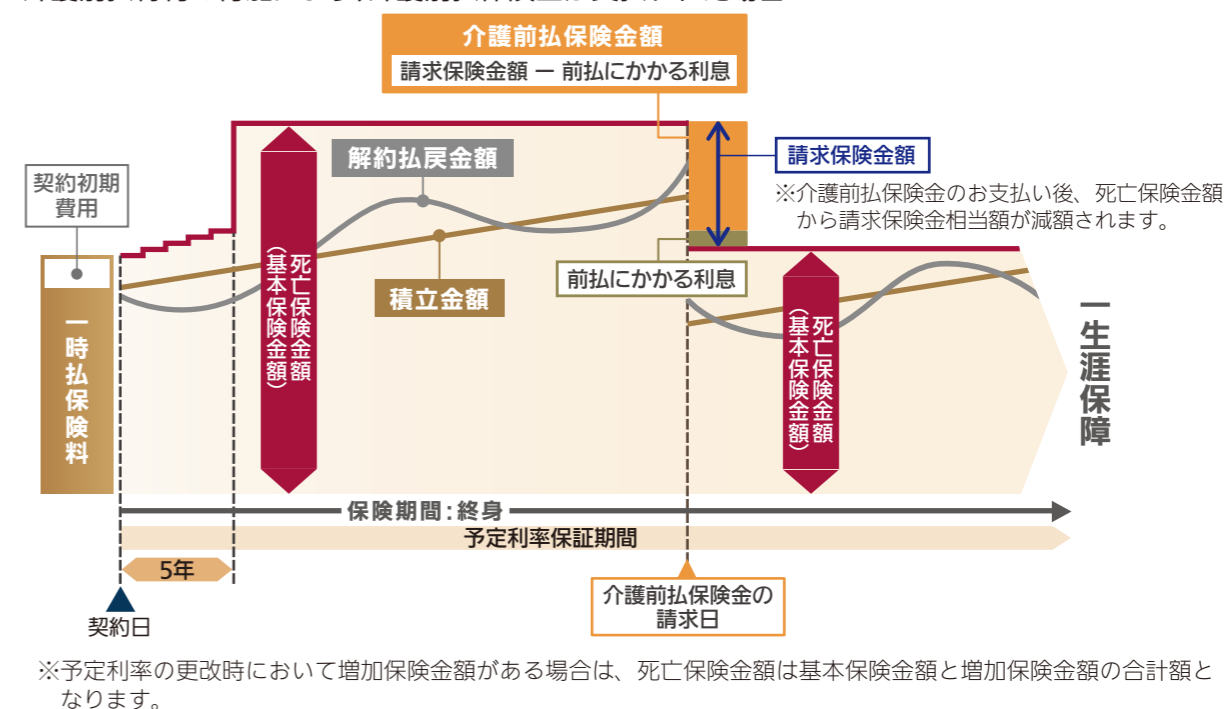 介護前払保険金額
請求保険金額 － 前払にかかる利息
解約払戻金額
請求保険金額
契約初期
費用
※介護前払保険金のお支払い後、死亡保険金額
から請求保険金相当額が減額されます。
死亡保険金額
（基本保険金額）
前払にかかる利息
積立金額
一時払保険料
死亡保険金額
（基本保険金額）
一生涯保障
保険期間：終身
予定利率保証期間
5年
契約日
介護前払保険金の
請求日
※予定利率の更改時において増加保険金額がある場合は、死亡保険金額は基本保険金額と増加保険金額の合計額と
なります。